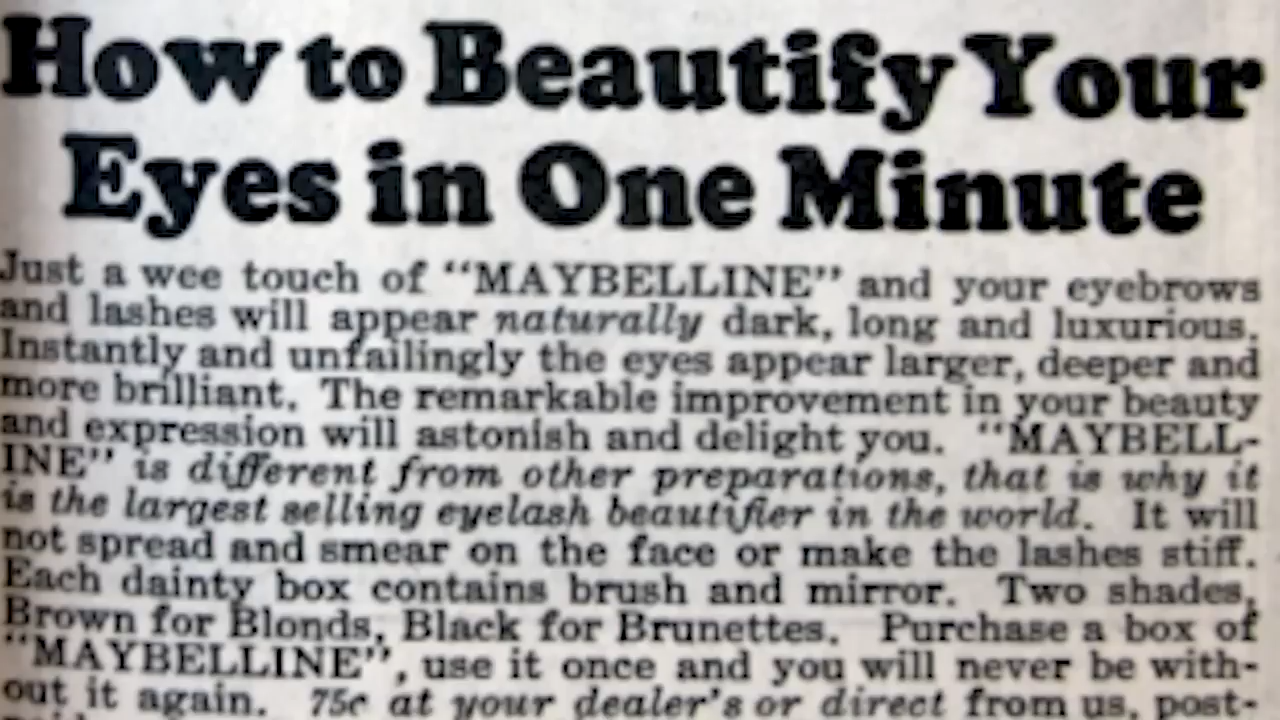 How to Beautify Your
Eyes in One Minute
Just a wee touch of “MAYBELLINE” and your eyebrows
and lashes will appear naturally dark, long and luxurious.
Instantly and unfailingly the eyes appear larger, deeper and
more brilliant. The remarkable improvement in your beauty
and expression will astonish and delight you. “MAYBELL-
INE” is different from other preparations, that is why it
is the largest selling eyelash beautifier in the world. It will
not spread and smear on the face or make the lashes stiff.
Each dainty box contains brush and mirror. Two shades,
Brown for Blonds, Black for Brunettes. Purchase a box of
“MAYBELLINE”, use it once and you will never be with-
out it again. 75c at your dealer's or direct from us, post-